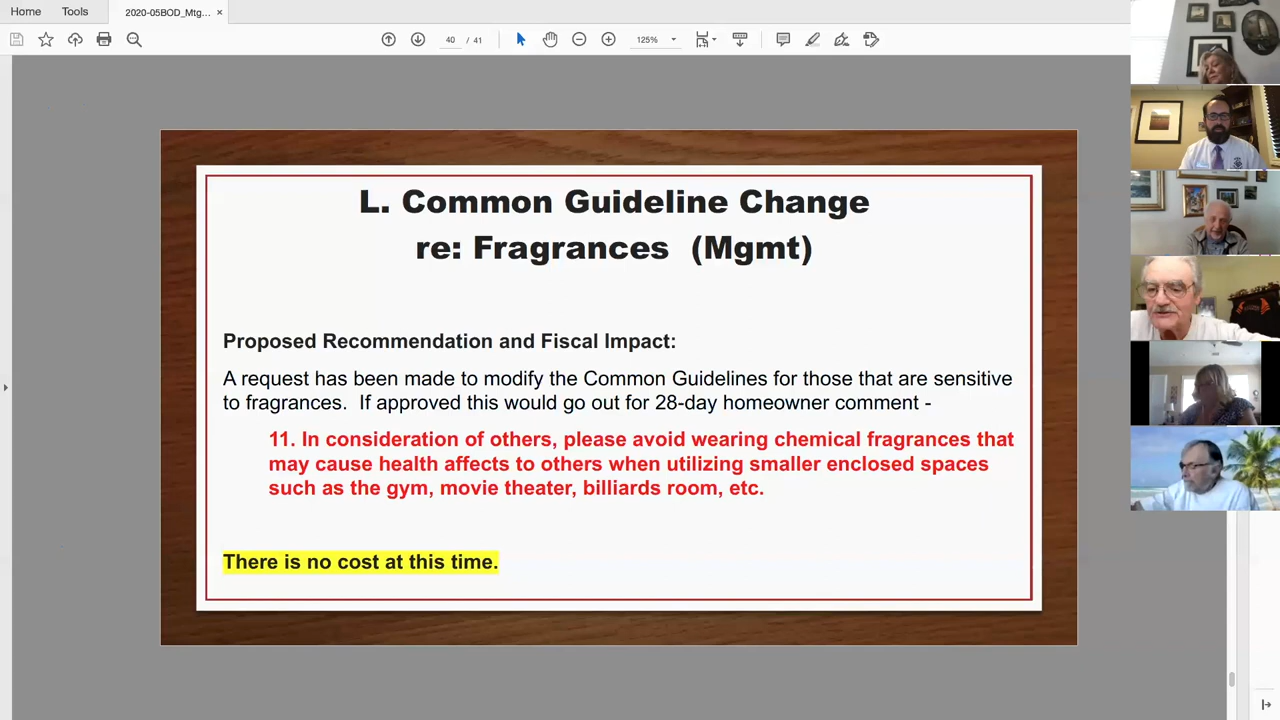 Home Tools 2020-05BOD_Mtg... ×
40 / 41 125%
L. Common Guideline Change
re: Fragrances (Mgmt)
Proposed Recommendation and Fiscal Impact:
A request has been made to modify the Common Guidelines for those that are sensitive
to fragrances. If approved this would go out for 28-day homeowner comment -
11. In consideration of others, please avoid wearing chemical fragrances that
may cause health affects to others when utilizing smaller enclosed spaces
such as the gym, movie theater, billiards room, etc.
There is no cost at this time.